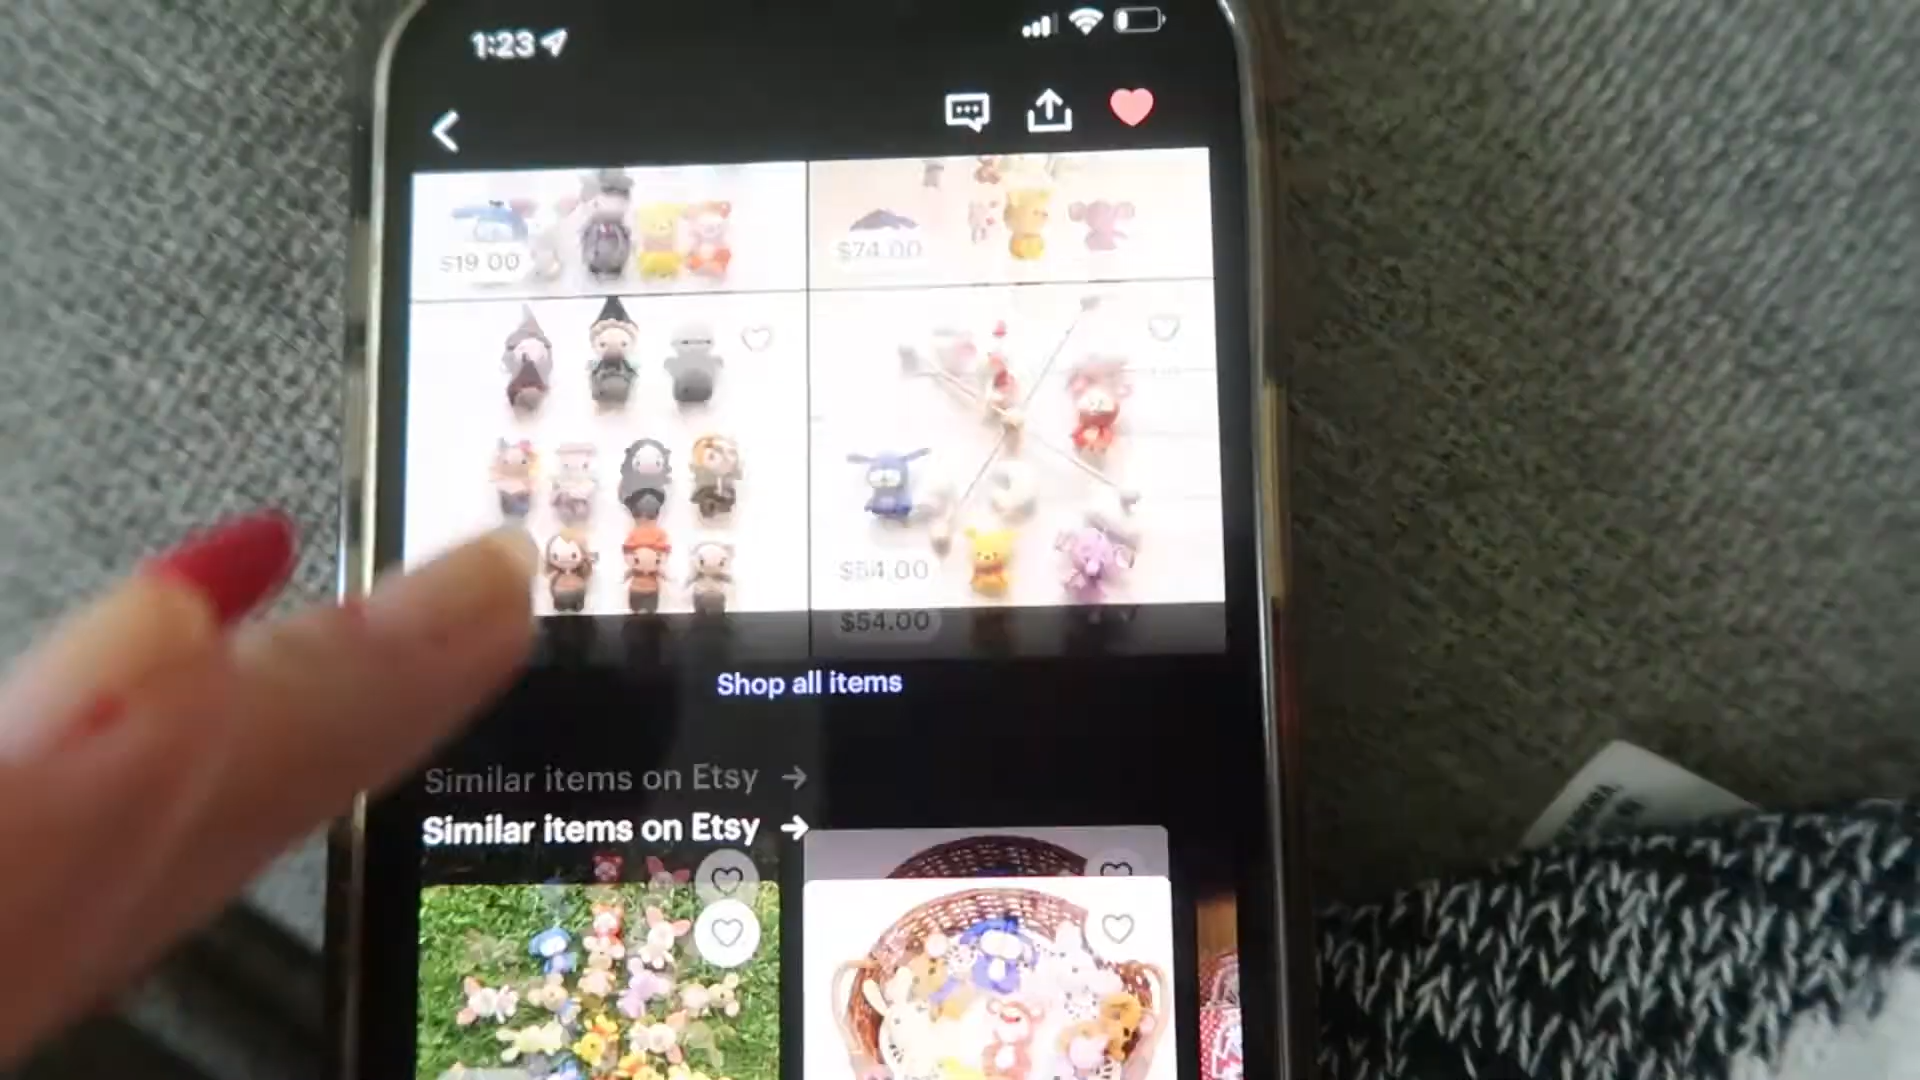 1:23
$19.00
$74.00
$54.00
$54.00
Shop all items
Similar items on Etsy →
Similar items on Etsy →